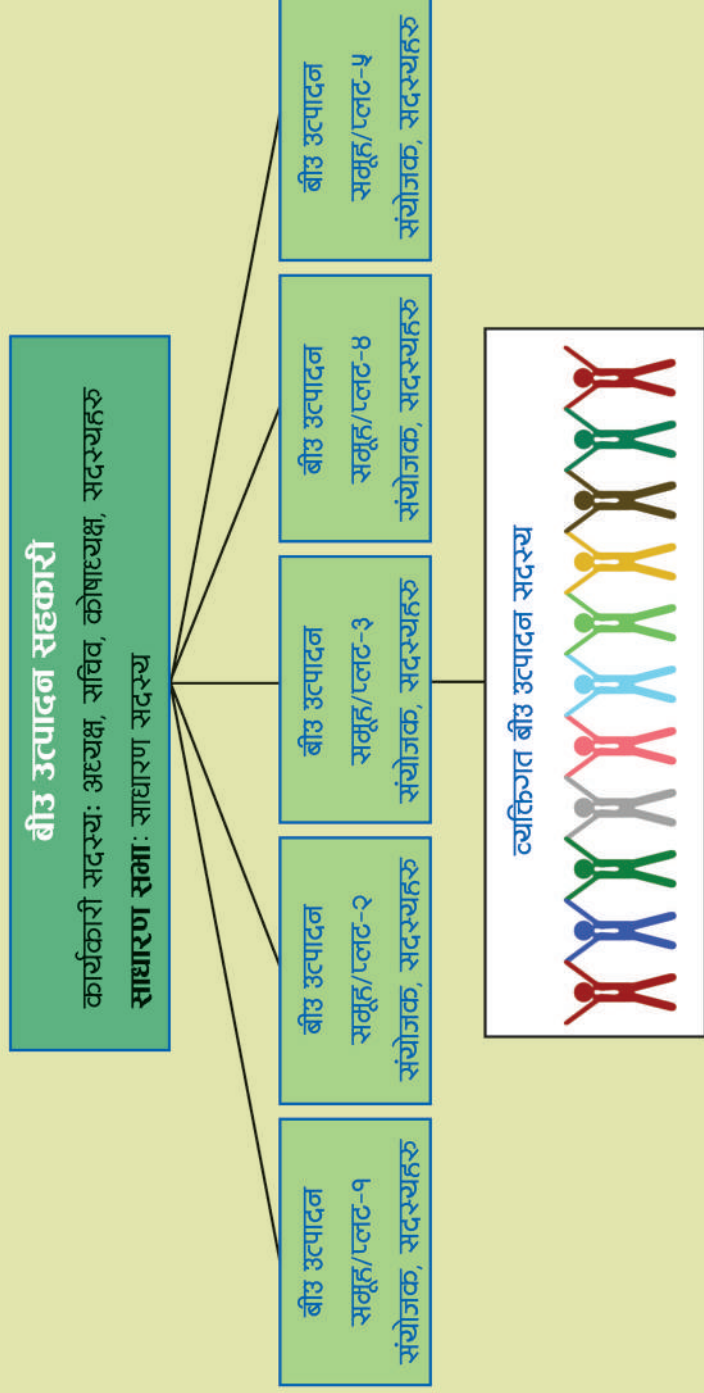 बीउ उत्पादन सहकारी
कार्यकारी सदस्य: अध्यक्ष, सचिव, कोषाध्यक्ष, सदस्यहरु
साधारण सभा: साधारण सदस्य
बीउ उत्पादन
समूह/प्लट-१
संयोजक, सदस्यहरु
बीउ उत्पादन
समूह/प्लट-२
संयोजक, सदस्यहरु
बीउ उत्पादन
समूह/प्लट-३
संयोजक, सदस्यहरु
बीउ उत्पादन
समूह/प्लट-४
संयोजक, सदस्यहरु
बीउ उत्पादन
समूह/प्लट-५
संयोजक, सदस्यहरु
व्यक्तिगत बीउ उत्पादन सदस्य